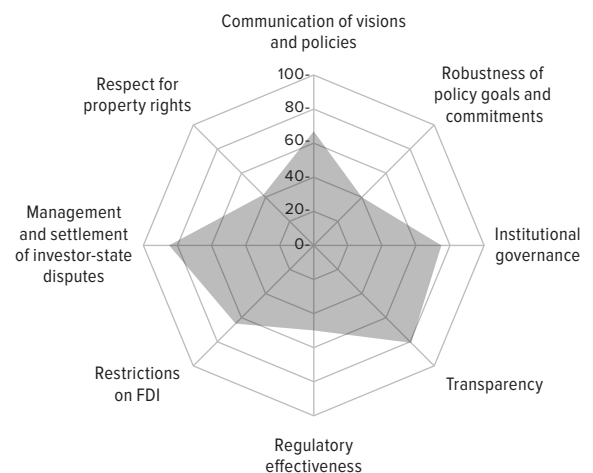 Communication of visions
and policies
Robustness of
policy goals and
commitments
Respect for
property rights
100
80
60
40
20
0
Management
and settlement
of investor-state
disputes
Institutional
governance
Restrictions
on FDI
Transparency
Regulatory
effectiveness